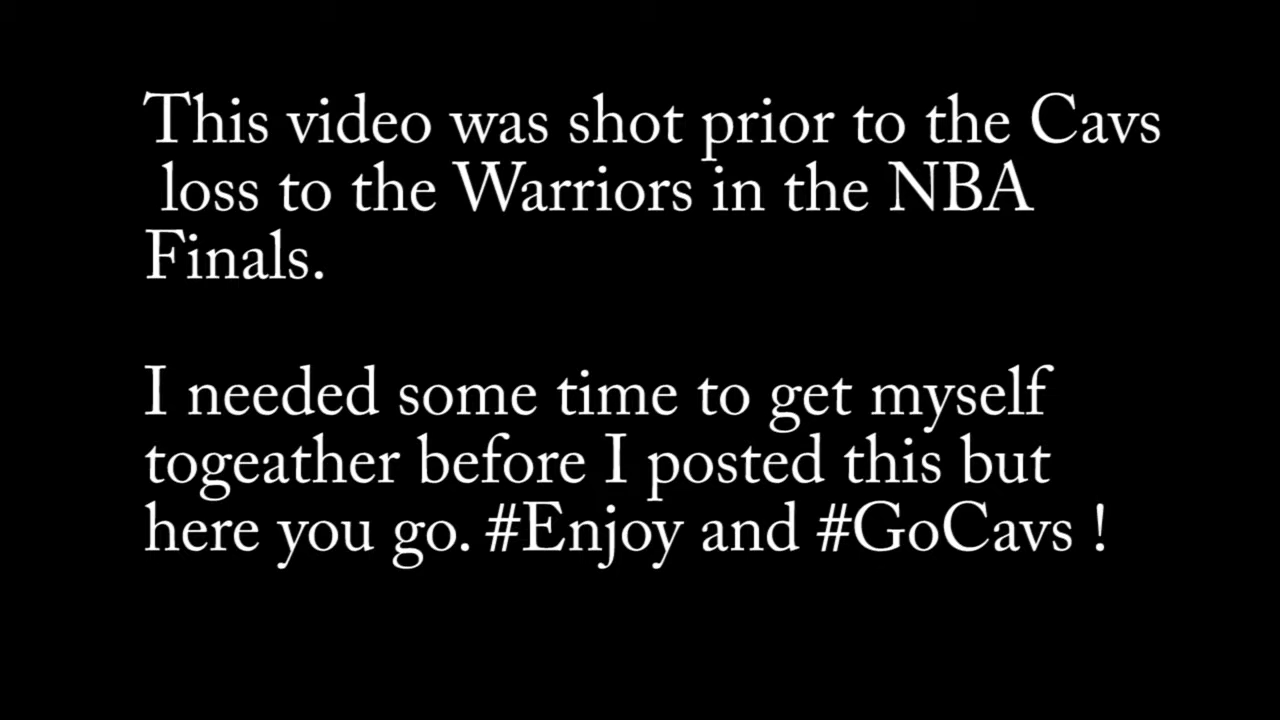 This video was shot prior to the Cavs
loss to the Warriors in the NBA
Finals.
I needed some time to get myself
togeather before I posted this but
here you go. #Enjoy and #GoCavs !